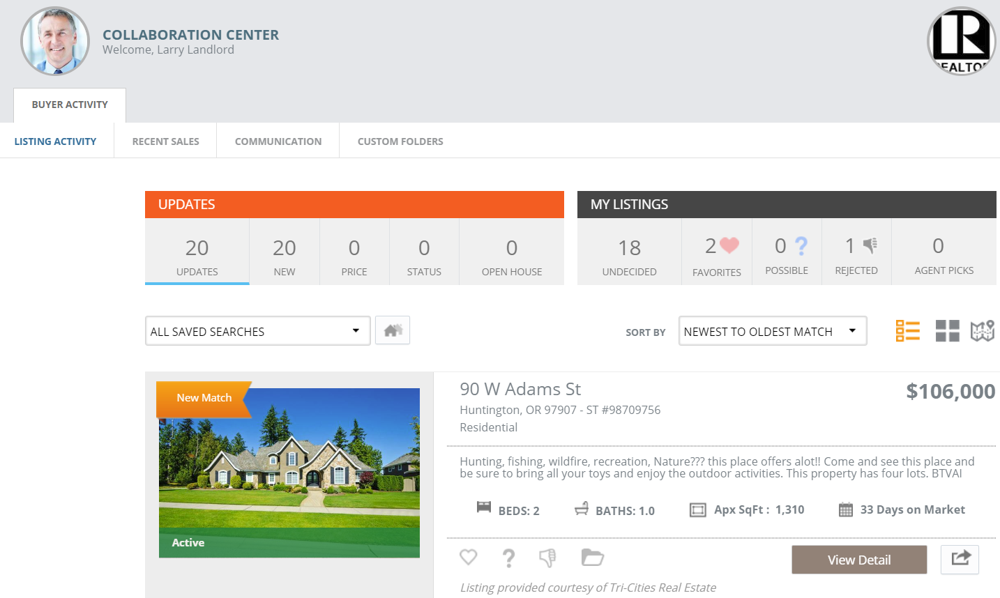 COLLABORATION CENTER
Welcome, Larry Landlord
REALTOR
BUYER ACTIVITY
LISTING ACTIVITY
RECENT SALES
COMMUNICATION
CUSTOM FOLDERS
UPDATES
20
UPDATES
20
NEW
0
PRICE
0
STATUS
0
OPEN HOUSE
MY LISTINGS
18
UNDECIDED
2
FAVORITES
0 ?
POSSIBLE
1
REJECTED
0
AGENT PICKS
ALL SAVED SEARCHES
SORT BY
NEWEST TO OLDEST MATCH
New Match
Active
90 W Adams St
$106,000
Huntington, OR 97907 - ST #98709756
Residential
Hunting, fishing, wildfire, recreation, Nature??? this place offers alot!! Come and see this place and
be sure to bring all your toys and enjoy the outdoor activities. This property has four lots. BTVAI
BEDS: 2
BATHS: 1.0
Apx SqFt : 1,310
33 Days on Market
?
View Detail
Listing provided courtesy of Tri-Cities Real Estate